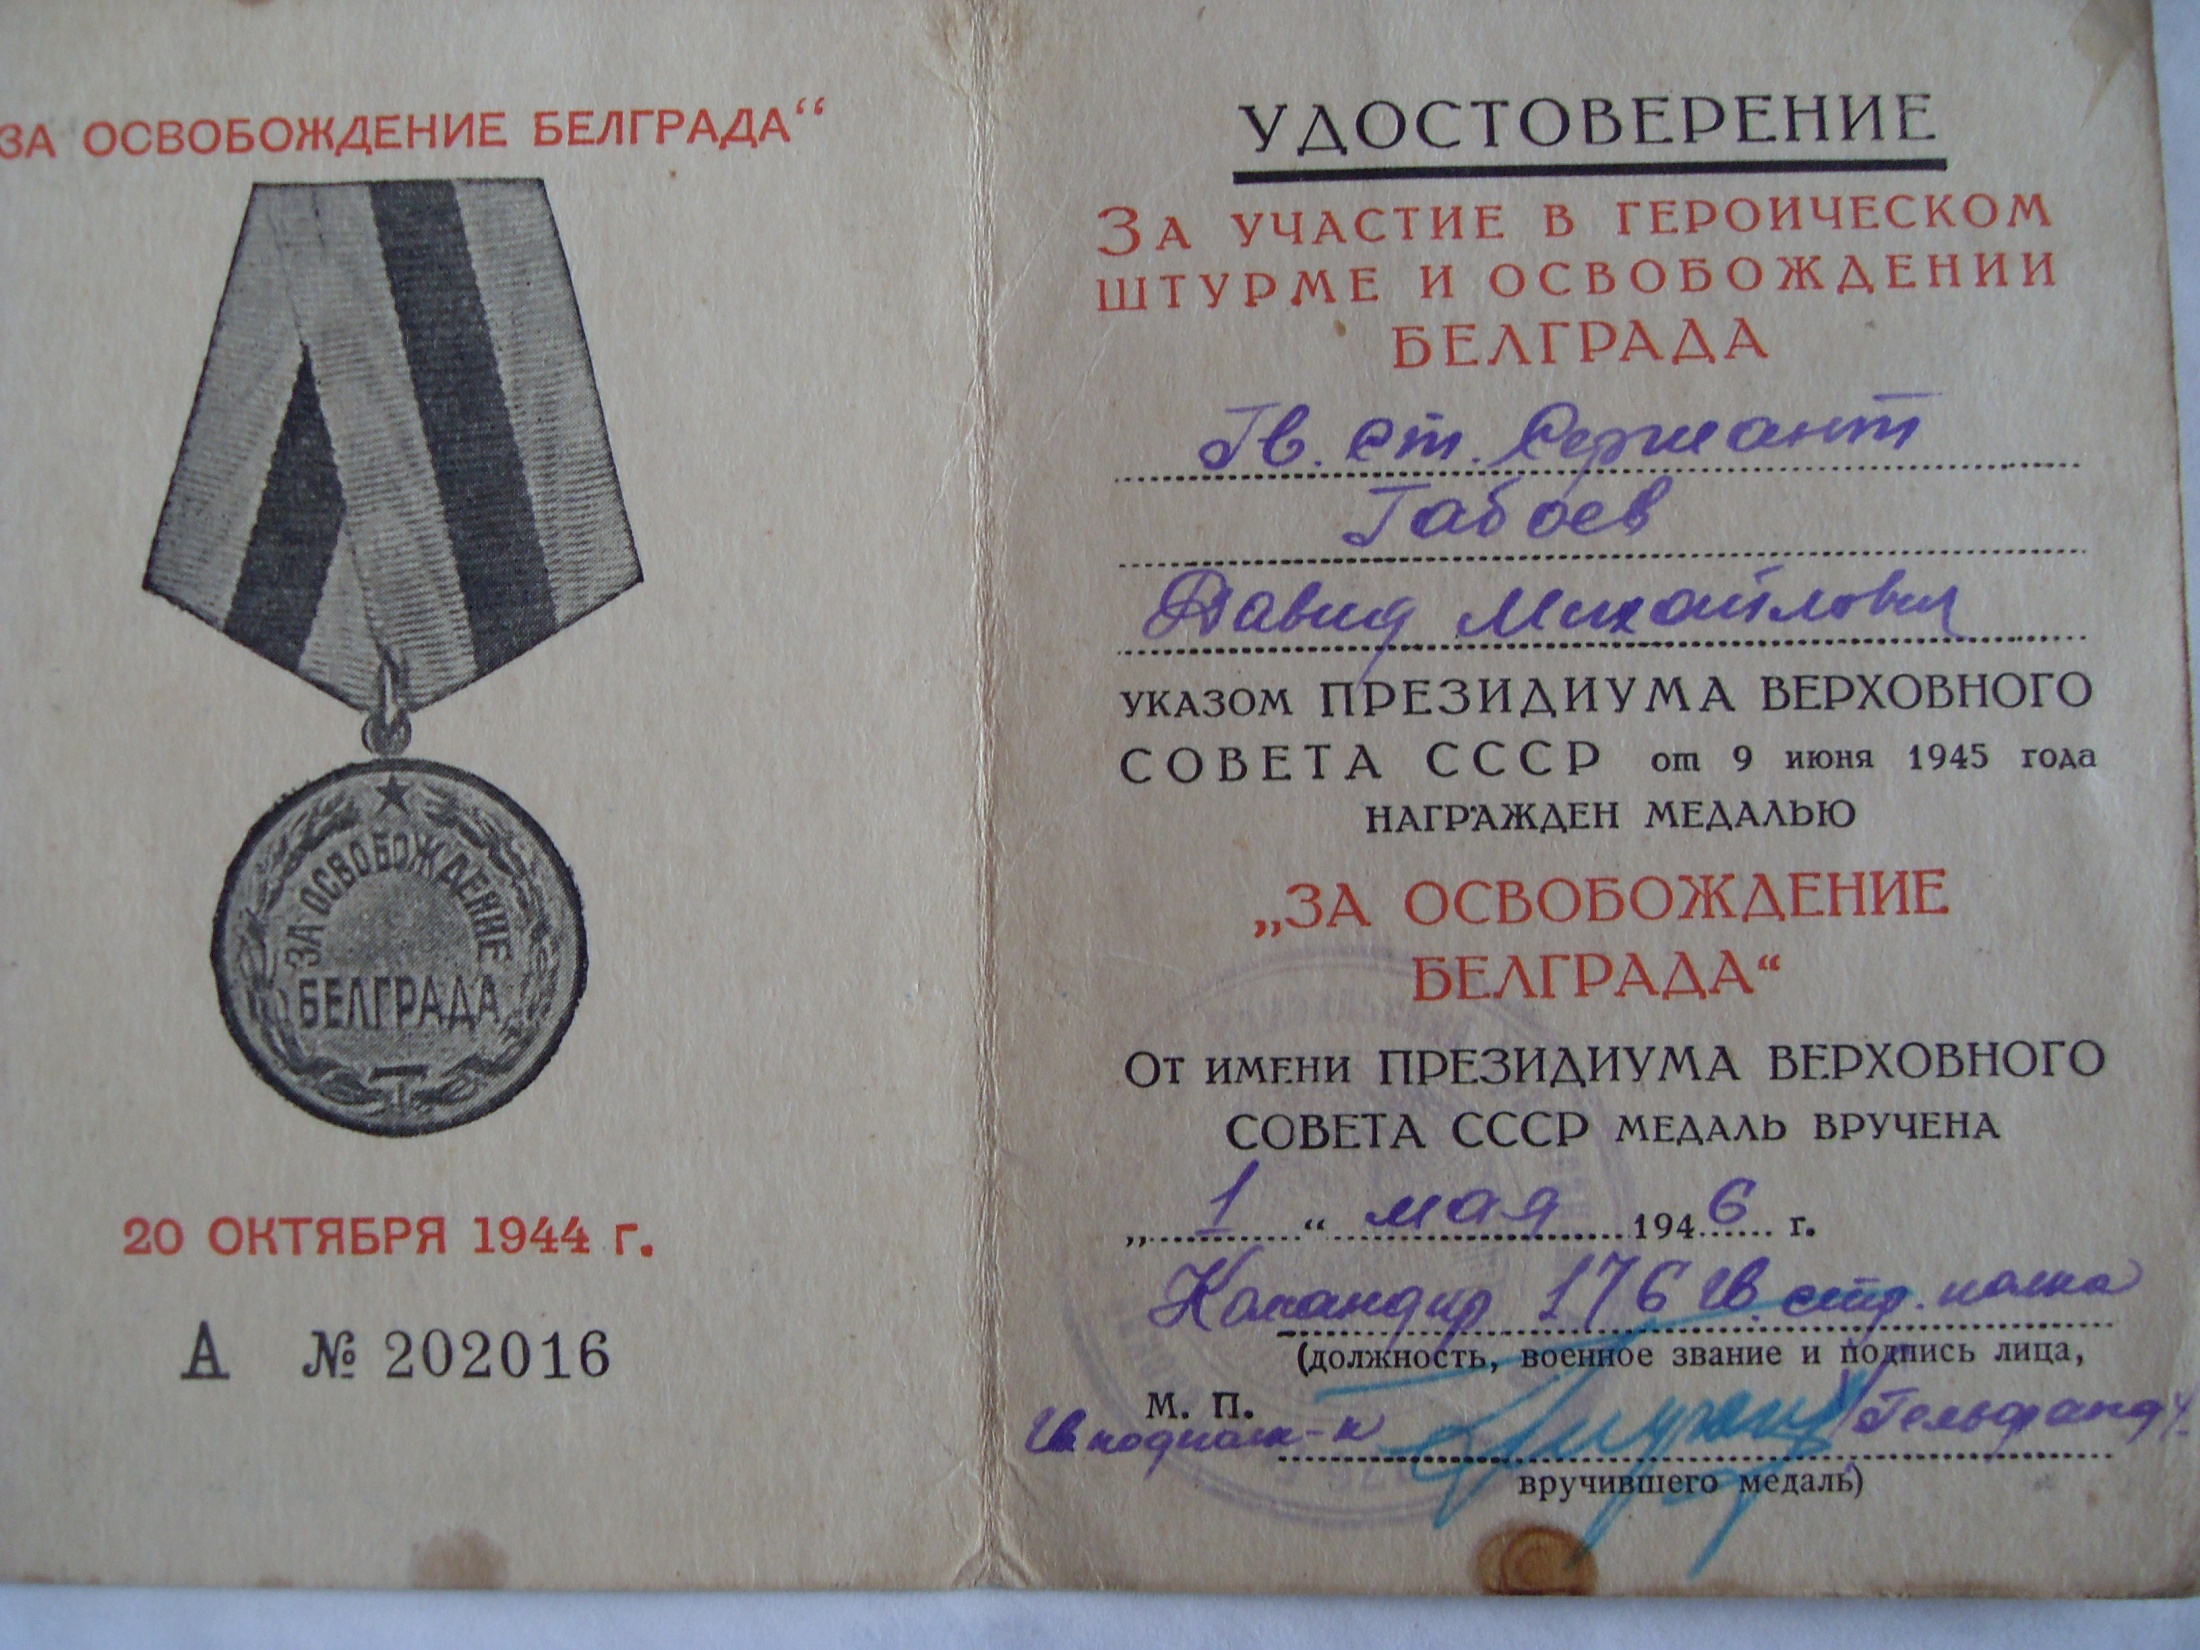 ЗА ОСВОБОЖДЕНИЕ БЕЛГРАДА“
ЗА ОСВОБОЖДЕНИЕ
БЕЛГРАДА
20 ОКТЯБРЯ 1944 г.
А № 202016
УДОСТОВЕРЕНИЕ
ЗА УЧАСТИЕ В ГЕРОИЧЕСКОМ
ШТУРМЕ И ОСВОБОЖДЕНИИ
БЕЛГРАДА
Гв. ст. Сержант
Габоев
Давид Михайлович
УКАЗОМ ПРЕЗИДИУМА ВЕРХОВНОГО
СОВЕТА СССР от 9 июня 1945 года
НАГРАЖДЕН МЕДАЛЬЮ
„ЗА ОСВОБОЖДЕНИЕ
БЕЛГРАДА“
ОТ ИМЕНИ ПРЕЗИДИУМА ВЕРХОВНОГО
СОВЕТА СССР МЕДАЛЬ ВРУЧЕНА
„1“ мая 1946 г.
Командир 176 Гв. стр. полка
(должность, военное звание и подпись лица,
М. П.
Гв подполк-к /Гельфанд/
вручившего медаль)